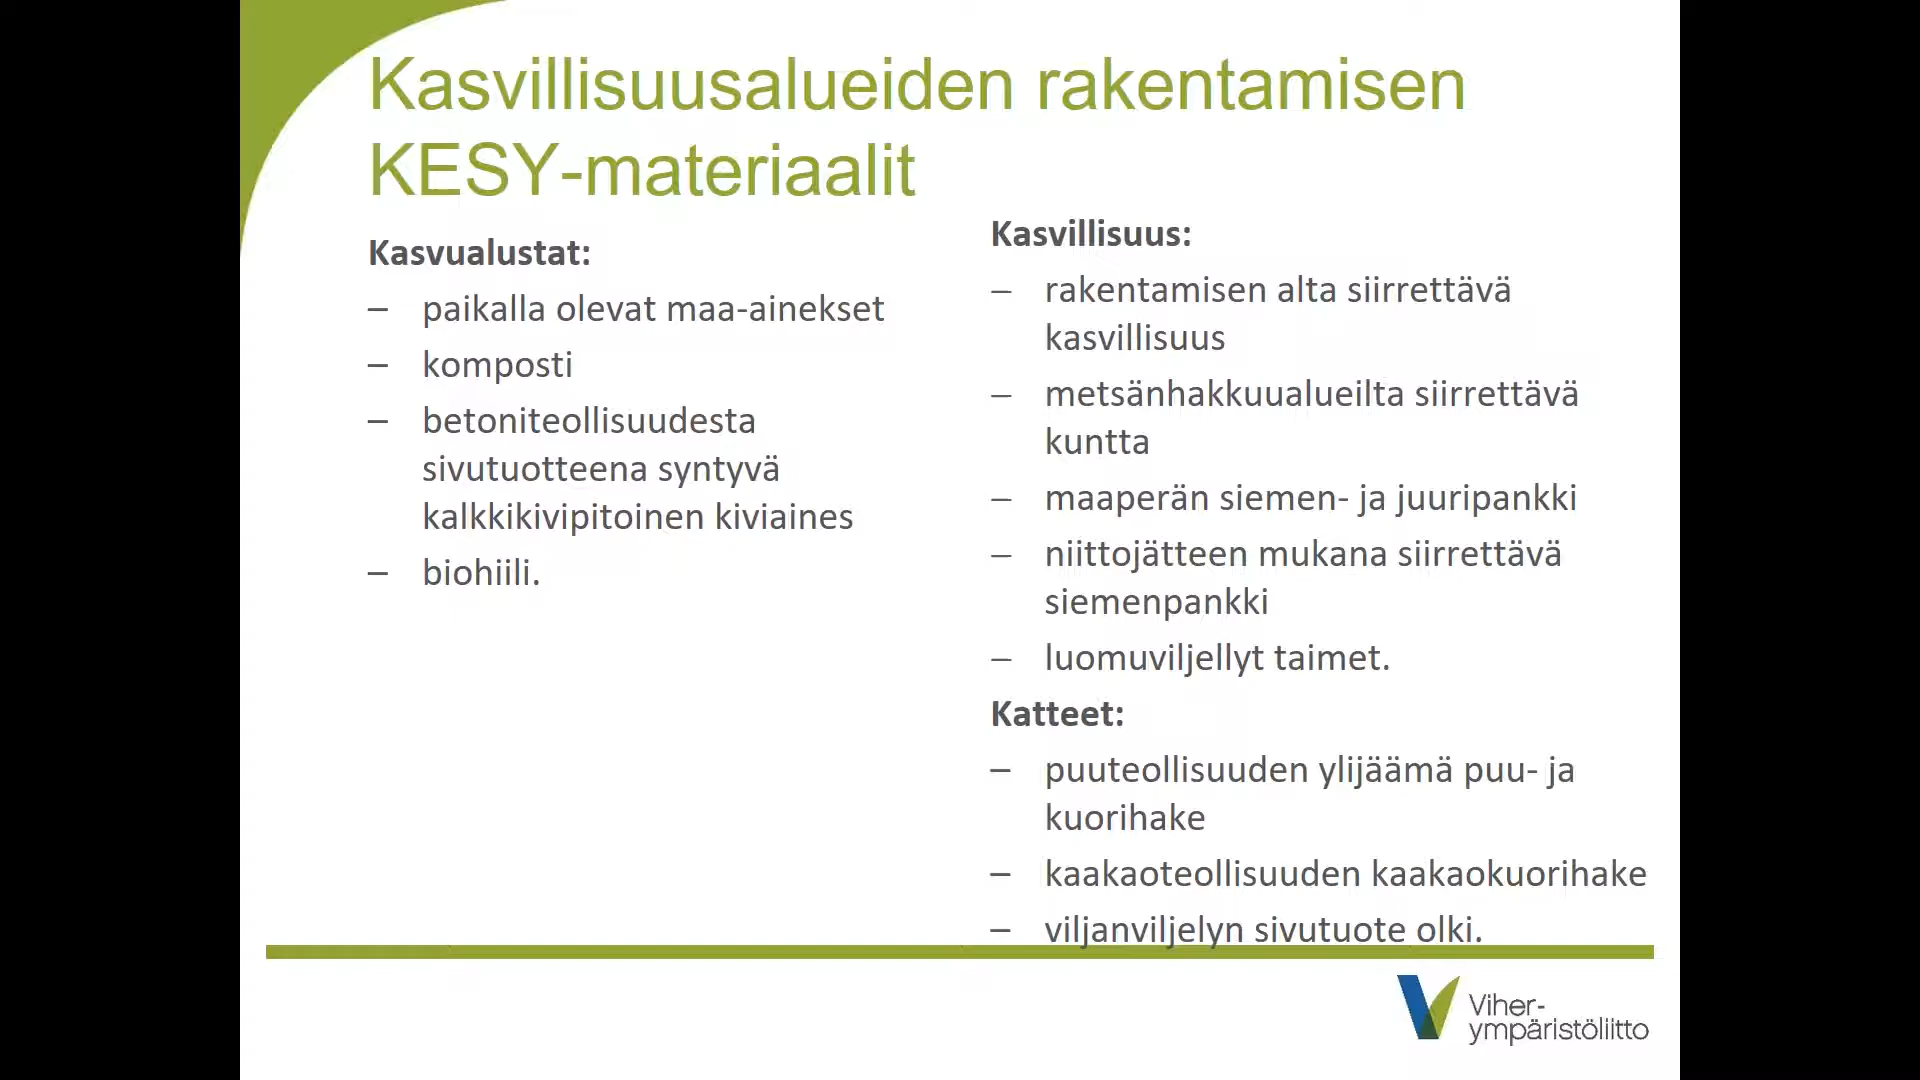 Kasvillisuusalueiden rakentamisen
KESY-materiaalit
Kasvualustat:
– paikalla olevat maa-ainekset
– komposti
– betoniteollisuudesta
sivutuotteena syntyvä
kalkkikivipitoinen kiviaines
– biohiili.
Kasvillisuus:
– rakentamisen alta siirrettävä
kasvillisuus
– metsänhakkuualueilta siirrettävä
kuntta
– maaperän siemen- ja juuripankki
– niittojätteen mukana siirrettävä
siemenpankki
– luomuviljellyt taimet.
Katteet:
– puuteollisuuden ylijäämä puu- ja
kuorihake
– kaakaoteollisuuden kaakaokuorihake
– viljanviljelyn sivutuote olki.
Viher-
ympäristöliitto